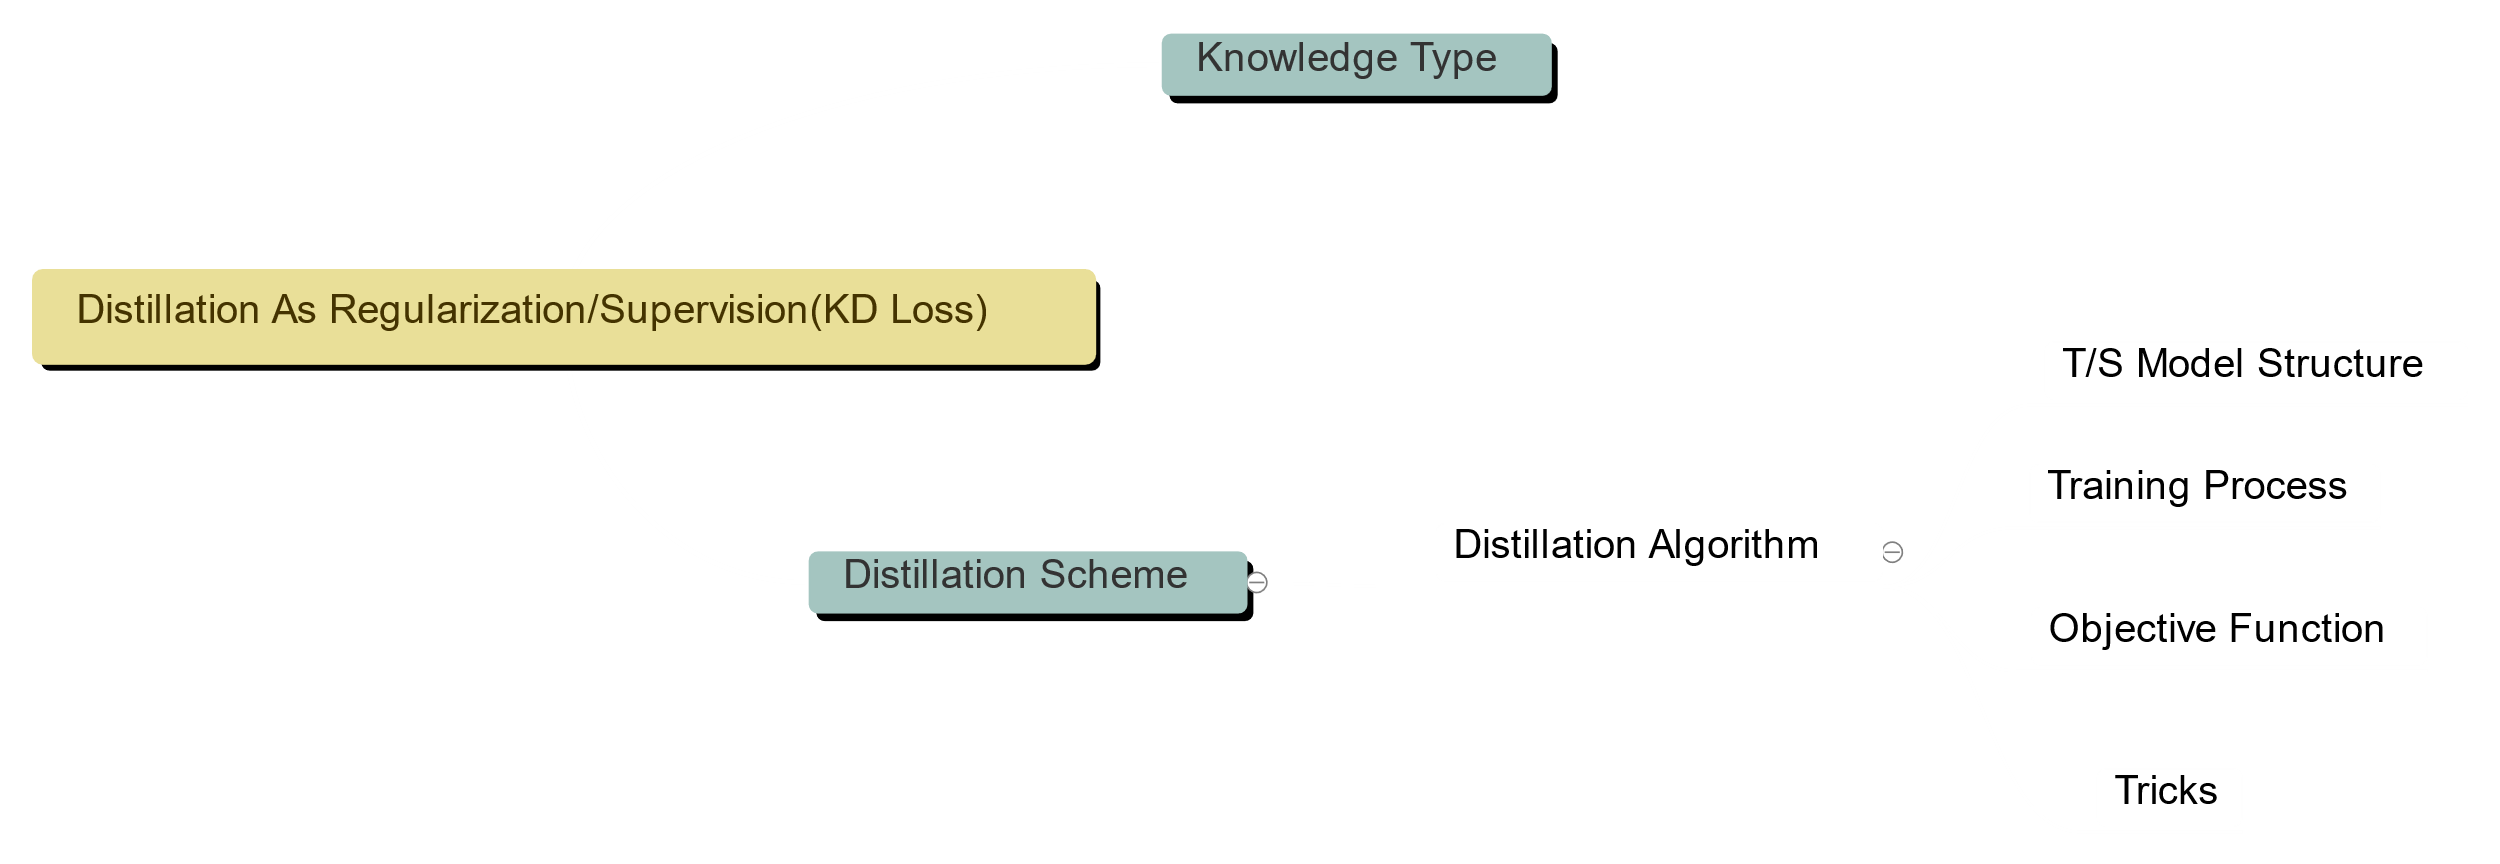 Knowledge Type
Distillation As Regularization/Supervision(KD Loss)
T/S Model Structure
Training Process
Distillation Algorithm
Distillation Scheme
Objective Function
Tricks